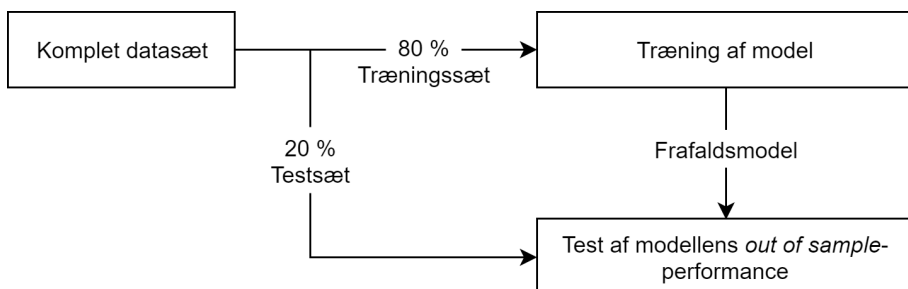 Komplet datasæt
80 %
Træningssæt
Træning af model
20 %
Testsæt
Frafaldsmodel
Test af modellens out of sample-
performance